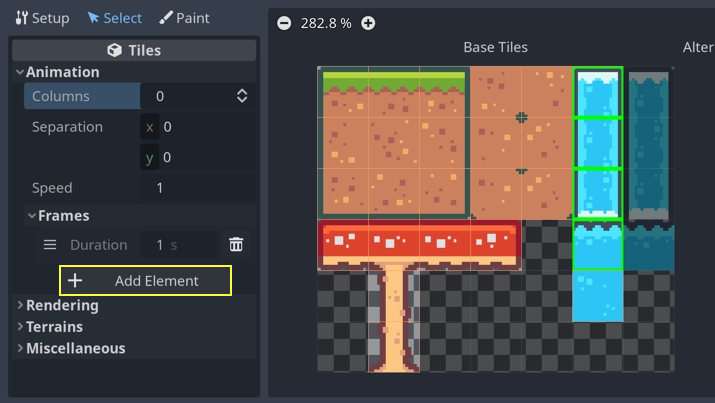 Setup Select Paint
282.8 %
Tiles
Base Tiles
Alter
Animation
Columns 0
Separation x 0
y 0
Speed 1
Frames
Duration 1 s
Add Element
Rendering
Terrains
Miscellaneous